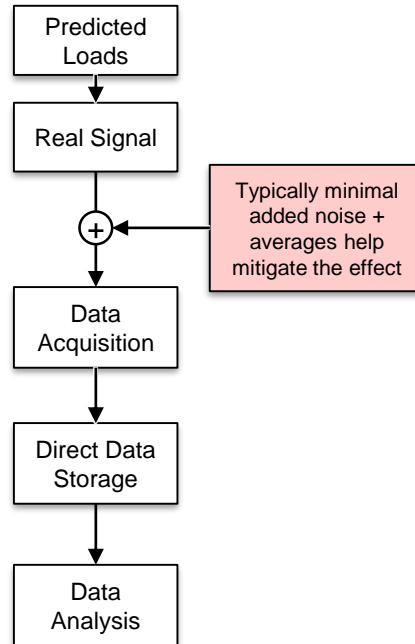 Predicted
Loads
Real Signal
+
Typically minimal
added noise +
averages help
mitigate the effect
Data
Acquisition
Direct Data
Storage
Data
Analysis